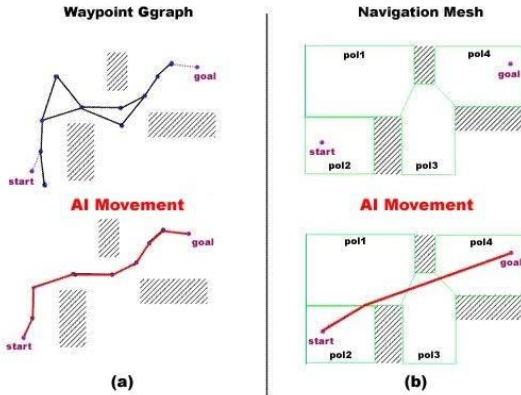 Waypoint Ggraph
goal
start
AI Movement
goal
start
(a)
Navigation Mesh
pol1
pol4
goal
start
pol2
pol3
AI Movement
pol1
pol4
goal
start
pol2
pol3
(b)